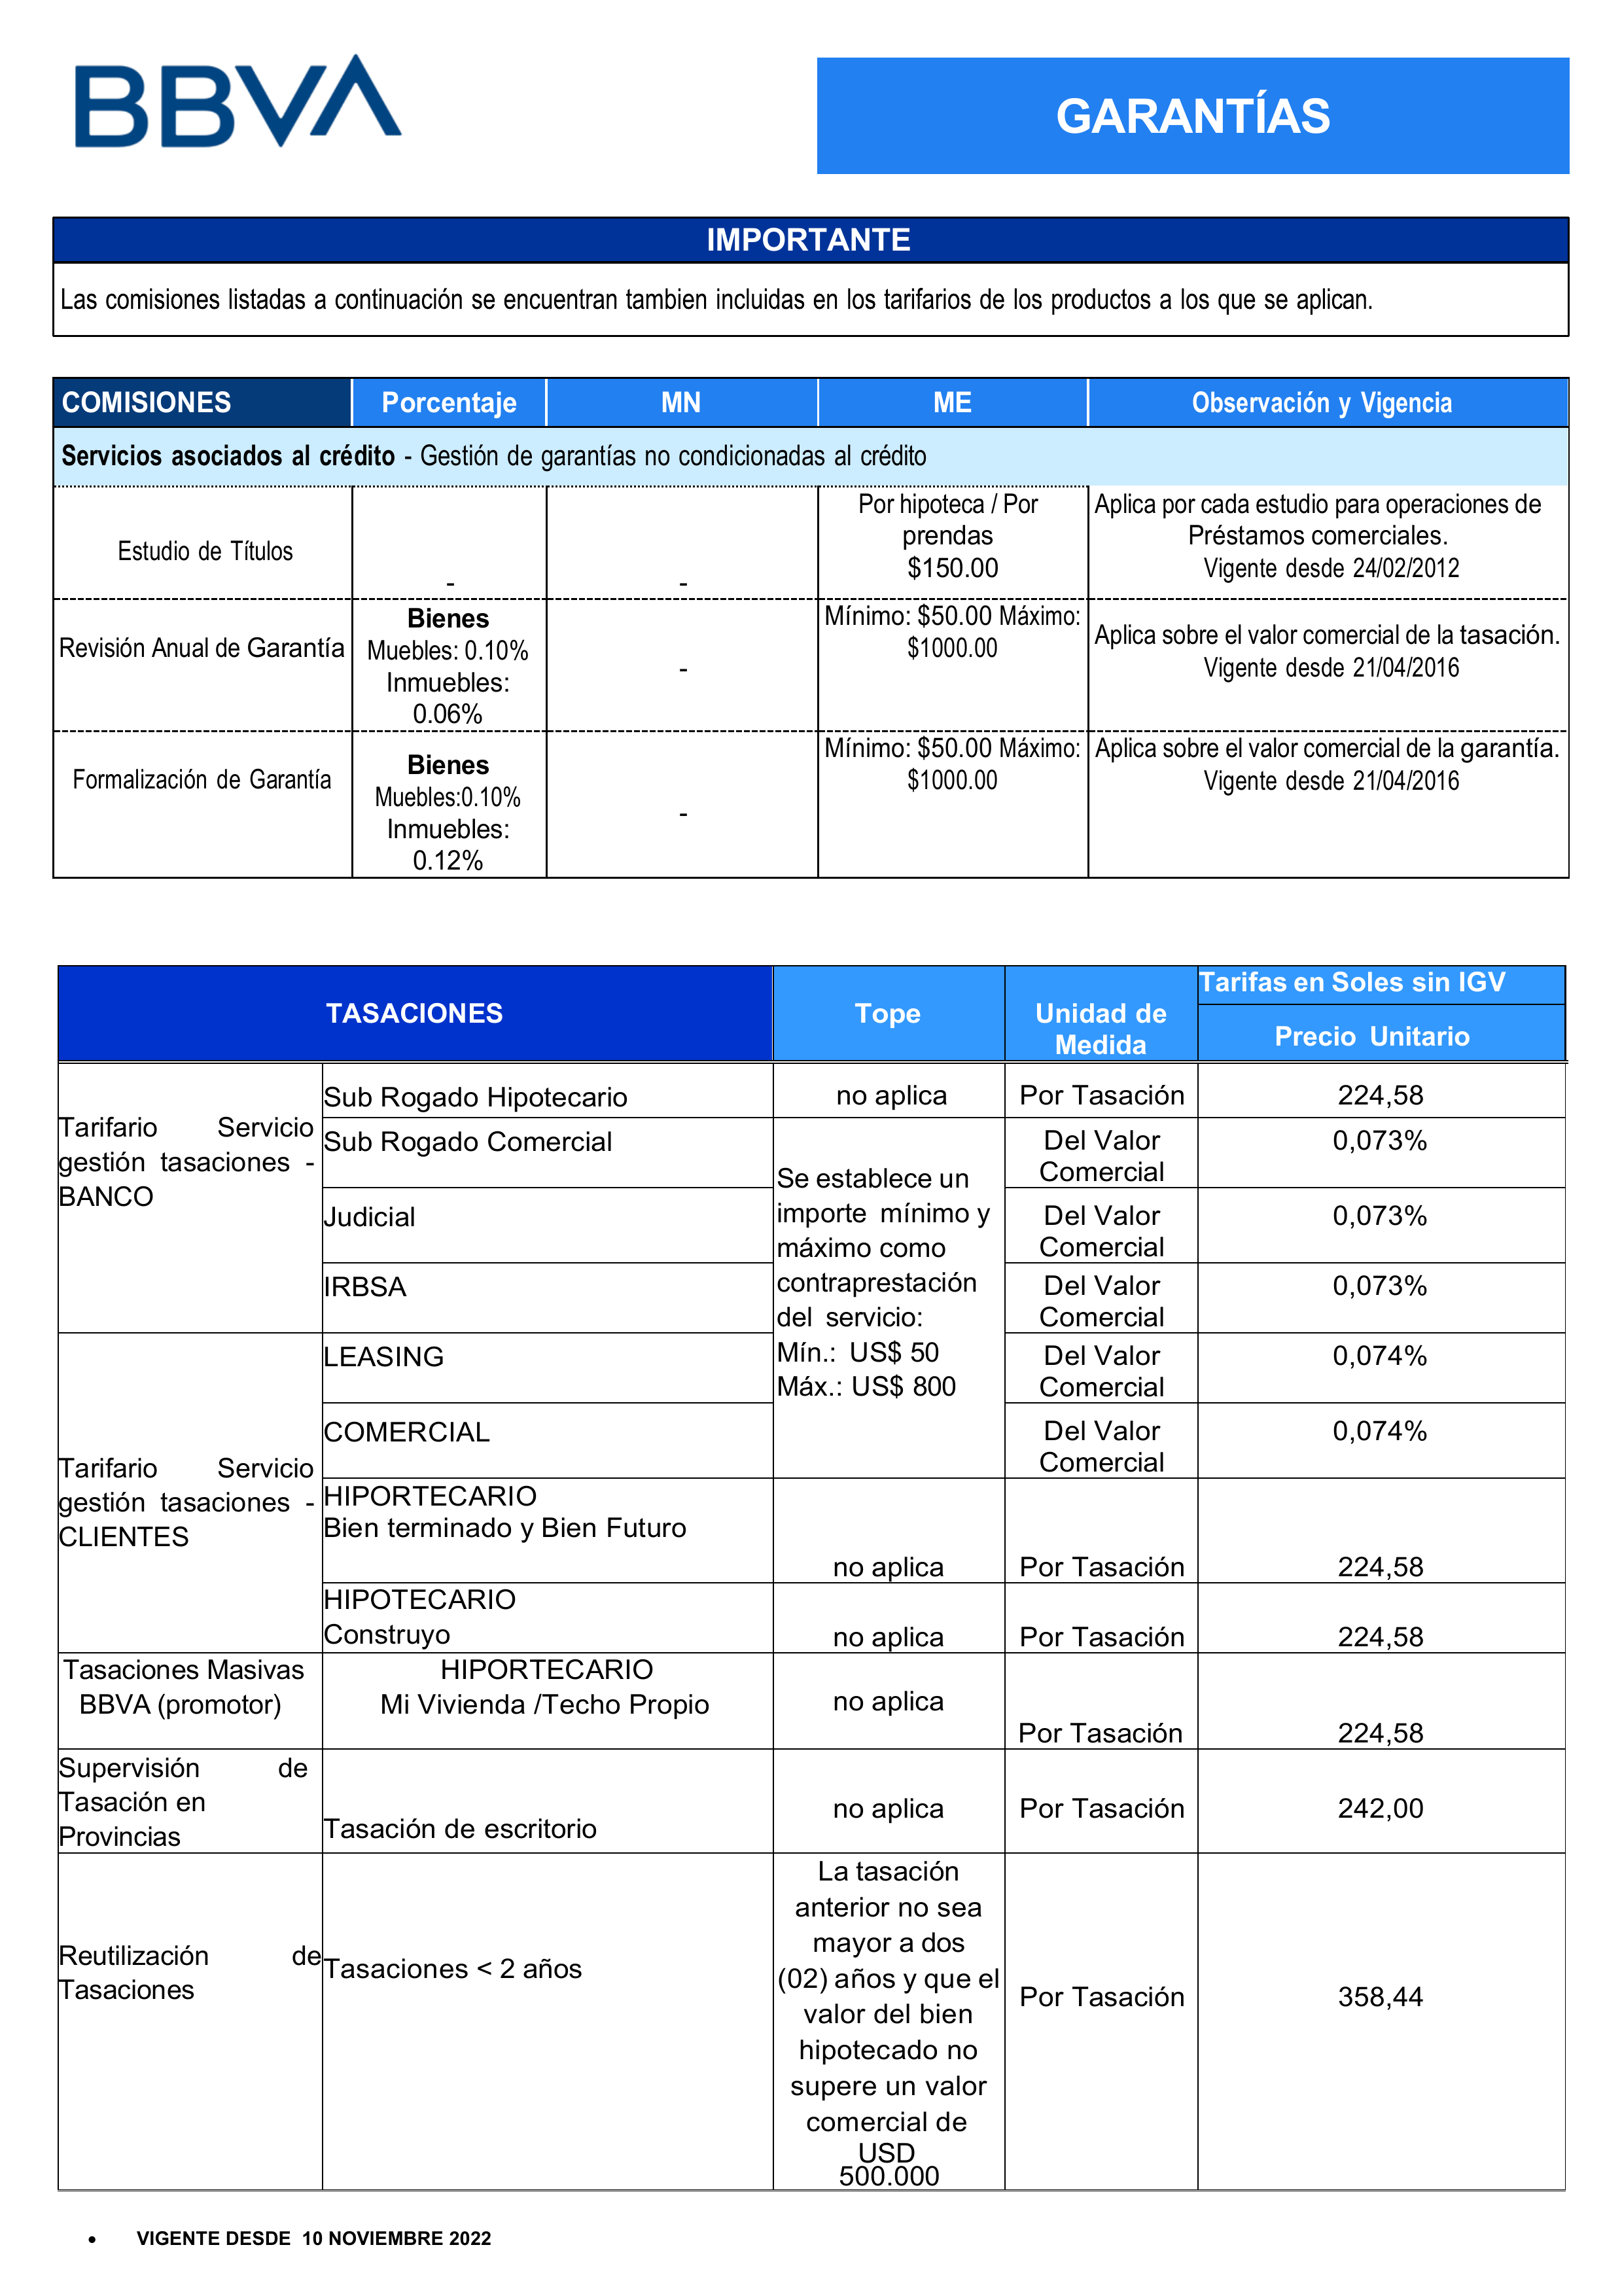 BBVA
GARANTÍAS
IMPORTANTE
Las comisiones listadas a continuación se encuentran tambien incluidas en los tarifarios de los productos a los que se aplican.
COMISIONES Porcentaje MN ME Observación y Vigencia
Servicios asociados al crédito - Gestión de garantías no condicionadas al crédito
Estudio de Títulos
-
-
Por hipoteca / Por
prendas
$150.00
Aplica por cada estudio para operaciones de
Préstamos comerciales.
Vigente desde 24/02/2012
Revisión Anual de Garantía
Bienes
Muebles: 0.10%
Inmuebles:
0.06%
-
Mínimo: $50.00 Máximo:
$1000.00
Aplica sobre el valor comercial de la tasación.
Vigente desde 21/04/2016
Formalización de Garantía
Bienes
Muebles:0.10%
Inmuebles:
0.12%
-
Mínimo: $50.00 Máximo:
$1000.00
Aplica sobre el valor comercial de la garantía.
Vigente desde 21/04/2016
TASACIONES
Tope
Unidad de
Medida
Tarifas en Soles sin IGV
Precio Unitario
Tarifario Servicio
gestión tasaciones -
BANCO
Sub Rogado Hipotecario
no aplica
Por Tasación
224,58
Sub Rogado Comercial
Se establece un
importe mínimo y
máximo como
contraprestación
del servicio:
Mín.: US$ 50
Máx.: US$ 800
Del Valor
Comercial
0,073%
Judicial
Del Valor
Comercial
0,073%
IRBSA
Del Valor
Comercial
0,073%
Tarifario Servicio
gestión tasaciones -
CLIENTES
LEASING
Del Valor
Comercial
0,074%
COMERCIAL
Del Valor
Comercial
0,074%
HIPORTECARIO
Bien terminado y Bien Futuro
no aplica
Por Tasación
224,58
HIPOTECARIO
Construyo
no aplica
Por Tasación
224,58
Tasaciones Masivas
BBVA (promotor)
HIPORTECARIO
Mi Vivienda /Techo Propio
no aplica
Por Tasación
224,58
Supervisión de
Tasación en
Provincias
Tasación de escritorio
no aplica
Por Tasación
242,00
Reutilización de
Tasaciones
Tasaciones < 2 años
La tasación
anterior no sea
mayor a dos
(02) años y que el
valor del bien
hipotecado no
supere un valor
comercial de
USD
500.000
Por Tasación
358,44
• VIGENTE DESDE 10 NOVIEMBRE 2022